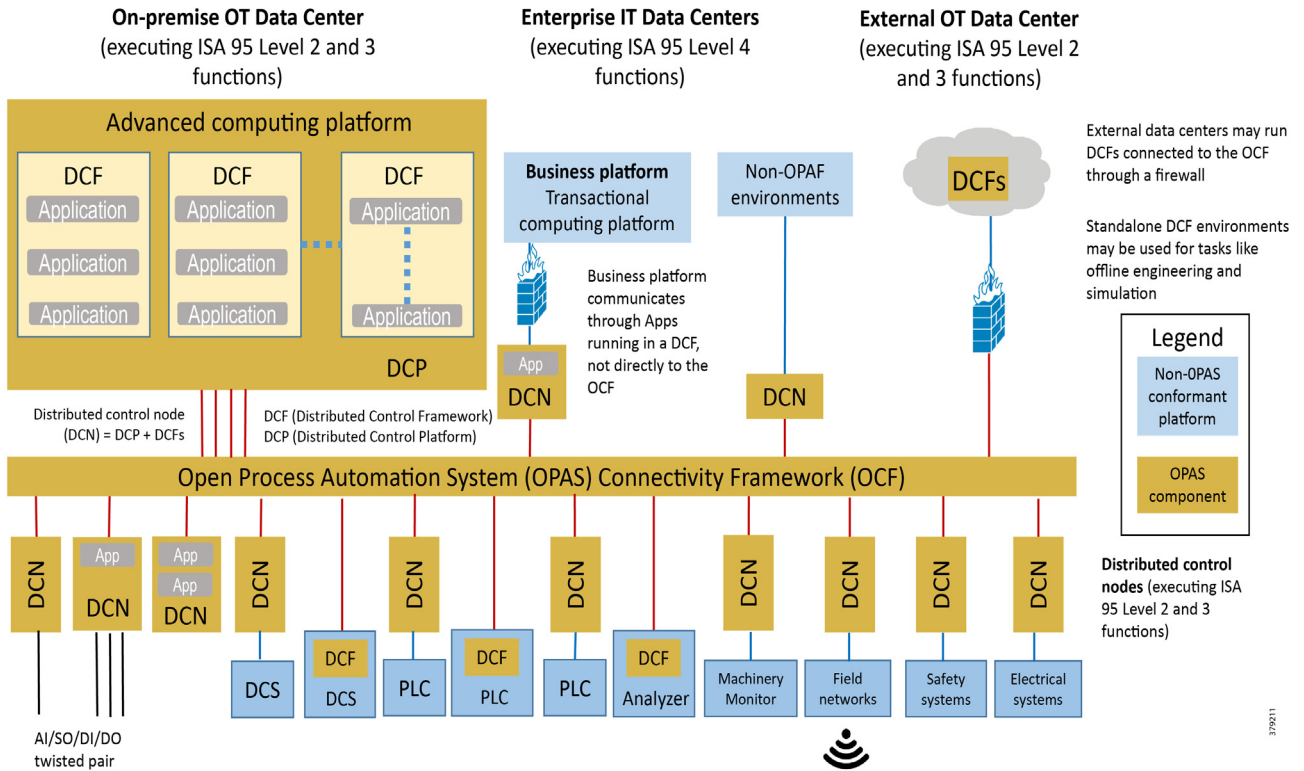 On-premise OT Data Center
(executing ISA 95 Level 2 and 3
functions)
Enterprise IT Data Centers
(executing ISA 95 Level 4
functions)
External OT Data Center
(executing ISA 95 Level 2
and 3 functions)
Advanced computing platform
DCF
Application
Application
Application
DCF
Application
Application
Application
DCF
Application
Application
DCP
Business platform
Transactional
computing platform
Non-OPAF
environments
DCFs
External data centers may run
DCFs connected to the OCF
through a firewall
Standalone DCF environments
may be used for tasks like
offline engineering and
simulation
Business platform
communicates
through Apps
running in a DCF,
not directly to the
OCF
App
DCN
DCN
Legend
Non-OPAS
conformant
platform
OPAS
component
Distributed control node
(DCN) = DCP + DCFs
DCF (Distributed Control Framework)
DCP (Distributed Control Platform)
Open Process Automation System (OPAS) Connectivity Framework (OCF)
DCN
App
DCN
App
App
DCN
DCN
DCN
DCN
DCN
DCN
DCN
DCN
Distributed control
nodes (executing ISA
95 Level 2 and 3
functions)
DCS
DCF
DCS
PLC
DCF
PLC
PLC
DCF
Analyzer
Machinery
Monitor
Field
networks
Safety
systems
Electrical
systems
AI/SO/DI/DO
twisted pair
379211